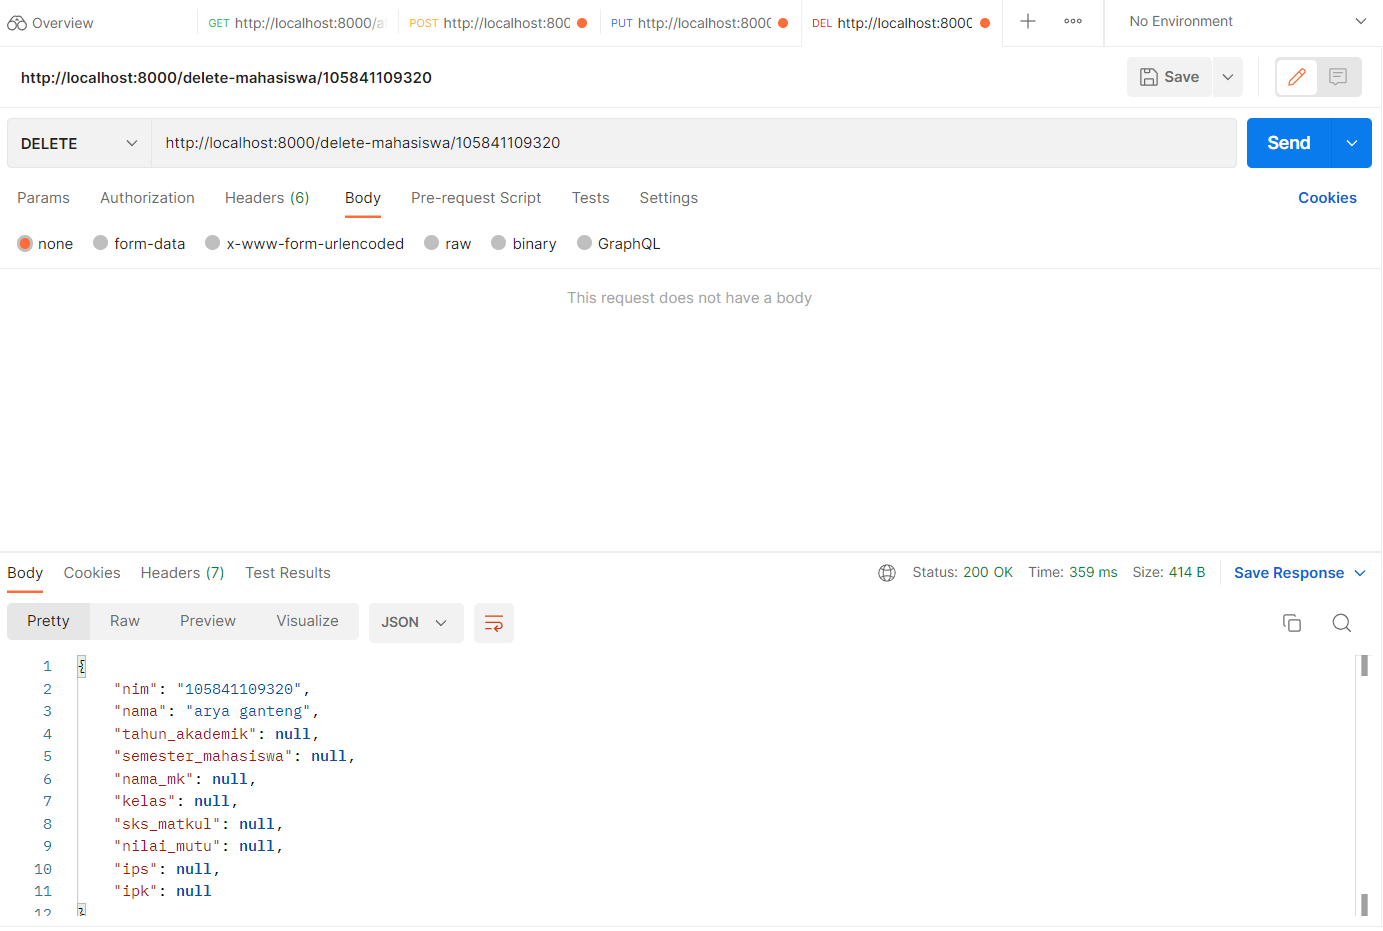 Overview GET http://localhost:8000/a POST http://localhost:800 PUT http://localhost:8000 DEL http://localhost:8000 No Environment
http://localhost:8000/delete-mahasiswa/105841109320 Save
DELETE http://localhost:8000/delete-mahasiswa/105841109320 Send
Params Authorization Headers (6) Body Pre-request Script Tests Settings Cookies
none form-data x-www-form-urlencoded raw binary GraphQL
This request does not have a body
Body Cookies Headers (7) Test Results Status: 200 OK Time: 359 ms Size: 414 B Save Response
Pretty Raw Preview Visualize JSON
1 {
2 "nim": "105841109320",
3 "nama": "arya ganteng",
4 "tahun_akademik": null,
5 "semester_mahasiswa": null,
6 "nama_mk": null,
7 "kelas": null,
8 "sks_matkul": null,
9 "nilai_mutu": null,
10 "ips": null,
11 "ipk": null
12 }